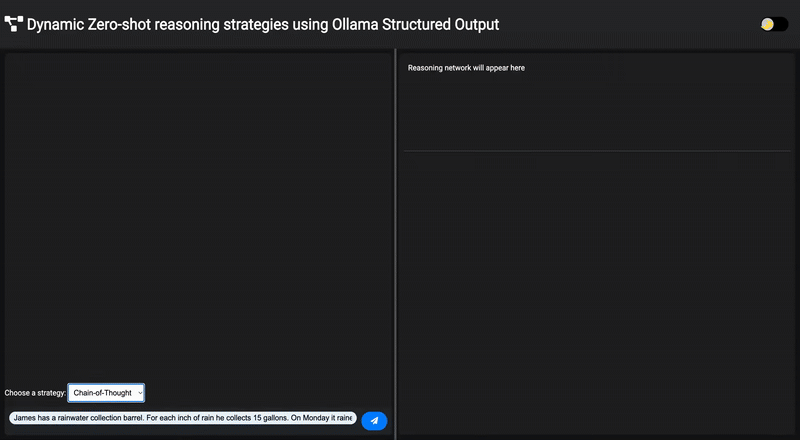 Dynamic Zero-shot reasoning strategies using Ollama Structured Output
Reasoning network will appear here
Choose a strategy: Chain-of-Thought
James has a rainwater collection barrel. For each inch of rain he collects 15 gallons. On Monday it raine